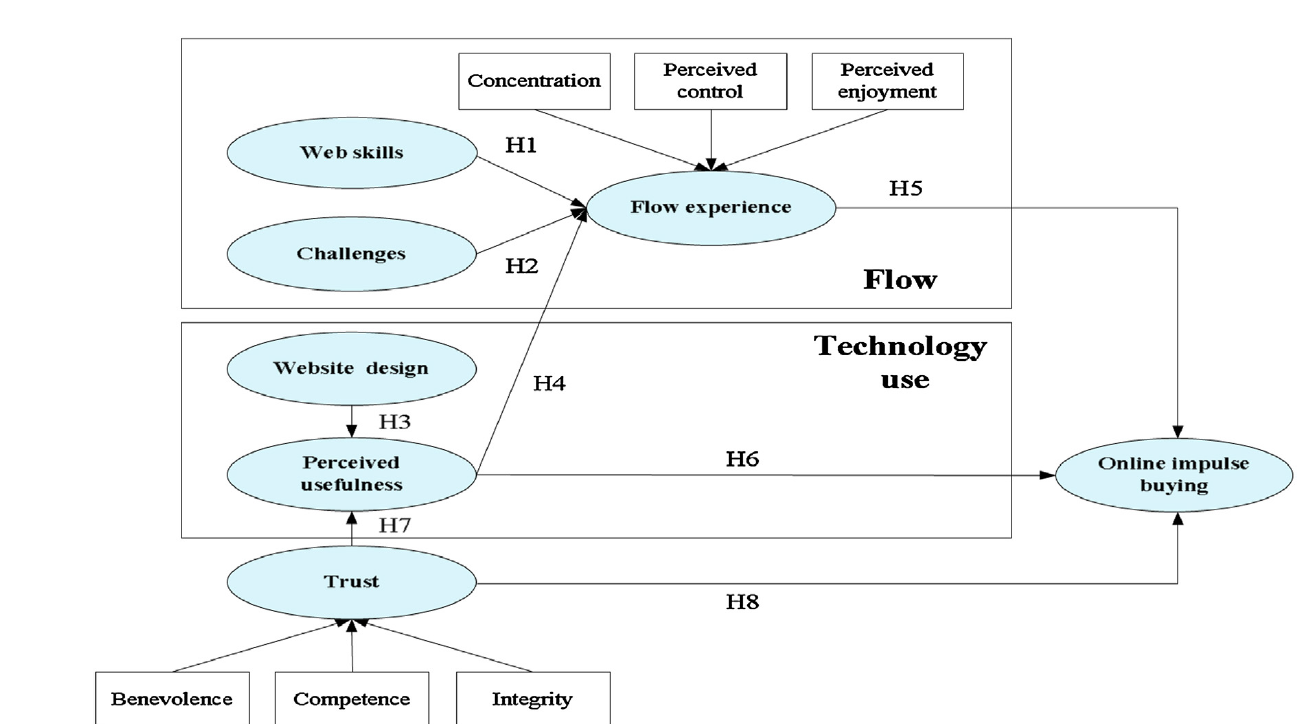 Concentration
Perceived
control
Perceived
enjoyment
Web skills
H1
Flow experience
H5
Challenges
H2
Flow
Technology
use
Website design
H4
H3
Perceived
usefulness
H6
Online impulse
buying
H7
Trust
H8
Benevolence
Competence
Integrity